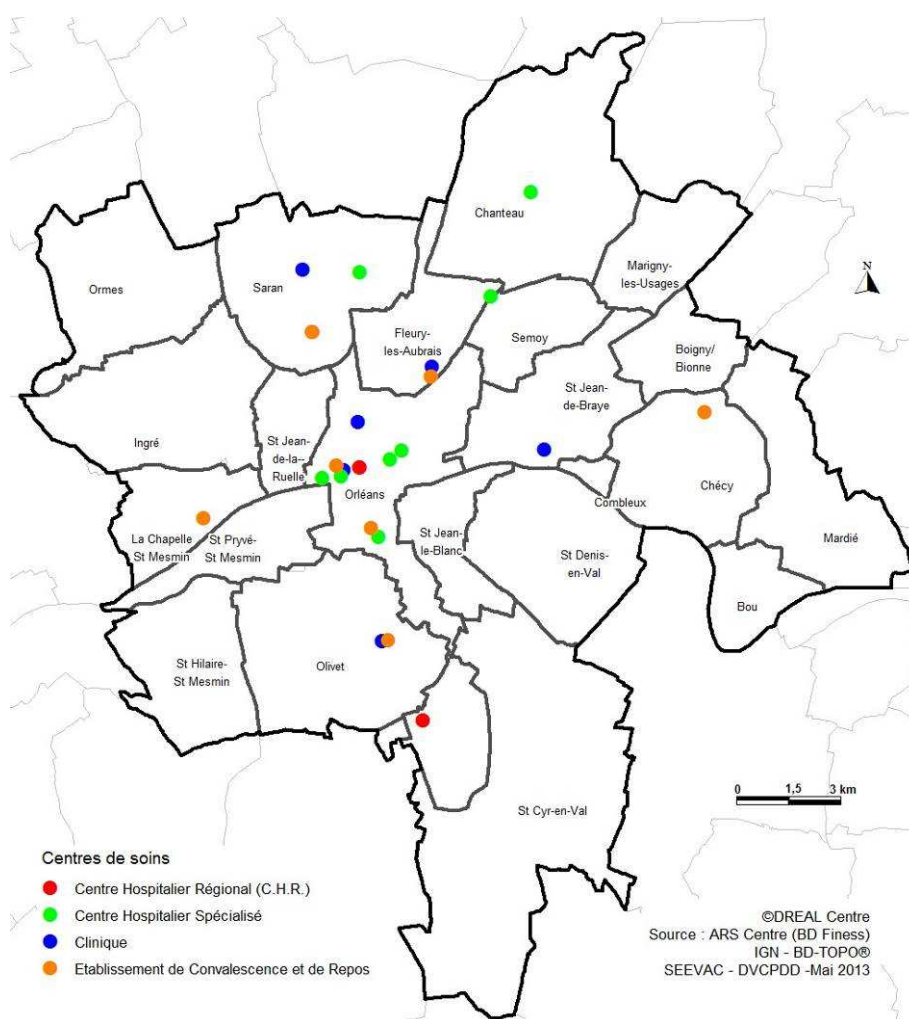 Chanteau
Marigny-
les-Usages
N
Ormes
Saran
Fleury-
les-Aubrais
Semoy
Boigny/
Bionne
St Jean-
de-Braye
Ingré
St Jean-
de-la--
Ruelle
Orléans
Combleux
Chécy
Mardié
La Chapelle
St Mesmin
St Pryvé-
St Mesmin
St Jean-
le-Blanc
St Denis-
en-Val
Bou
St Hilaire-
St Mesmin
Olivet
0 1,5 3 km
St Cyr-en-Val
Centres de soins
Centre Hospitalier Régional (C.H.R.)
Centre Hospitalier Spécialisé
Clinique
Etablissement de Convalescence et de Repos
©DREAL Centre
Source : ARS Centre (BD Finess)
IGN - BD-TOPO®
SEEVAC - DVCPDD -Mai 2013